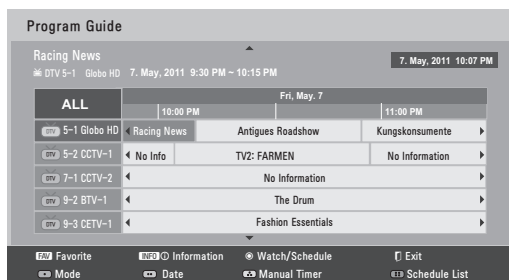 Program Guide
Racing News
DTV 5-1 Globo HD 7. May, 2011 9:30 PM ~ 10:15 PM
7. May, 2011 10:07 PM
ALL
Fri, May. 7
10:00 PM 11:00 PM
DTV 5-1 Globo HD Racing News Antigues Roadshow Kungskonsumente
DTV 5-2 CCTV-1 No Info TV2: FARMEN No Information
DTV 7-1 CCTV-2 No Information
DTV 9-2 BTV-1 The Drum
DTV 9-3 CETV-1 Fashion Essentials
FAV Favorite INFO Information Watch/Schedule Exit
Mode Date Manual Timer Schedule List